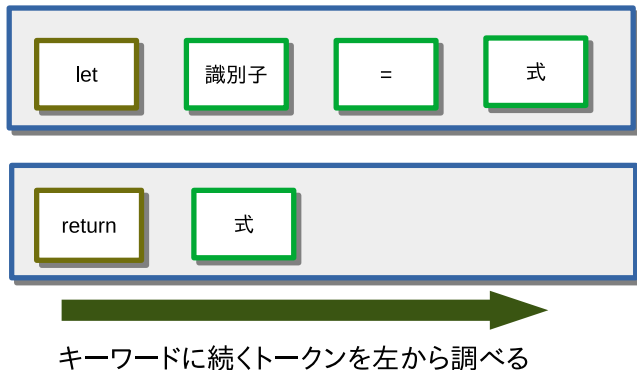 let 識別子 = 式
return 式
キーワードに続くトークンを左から調べる